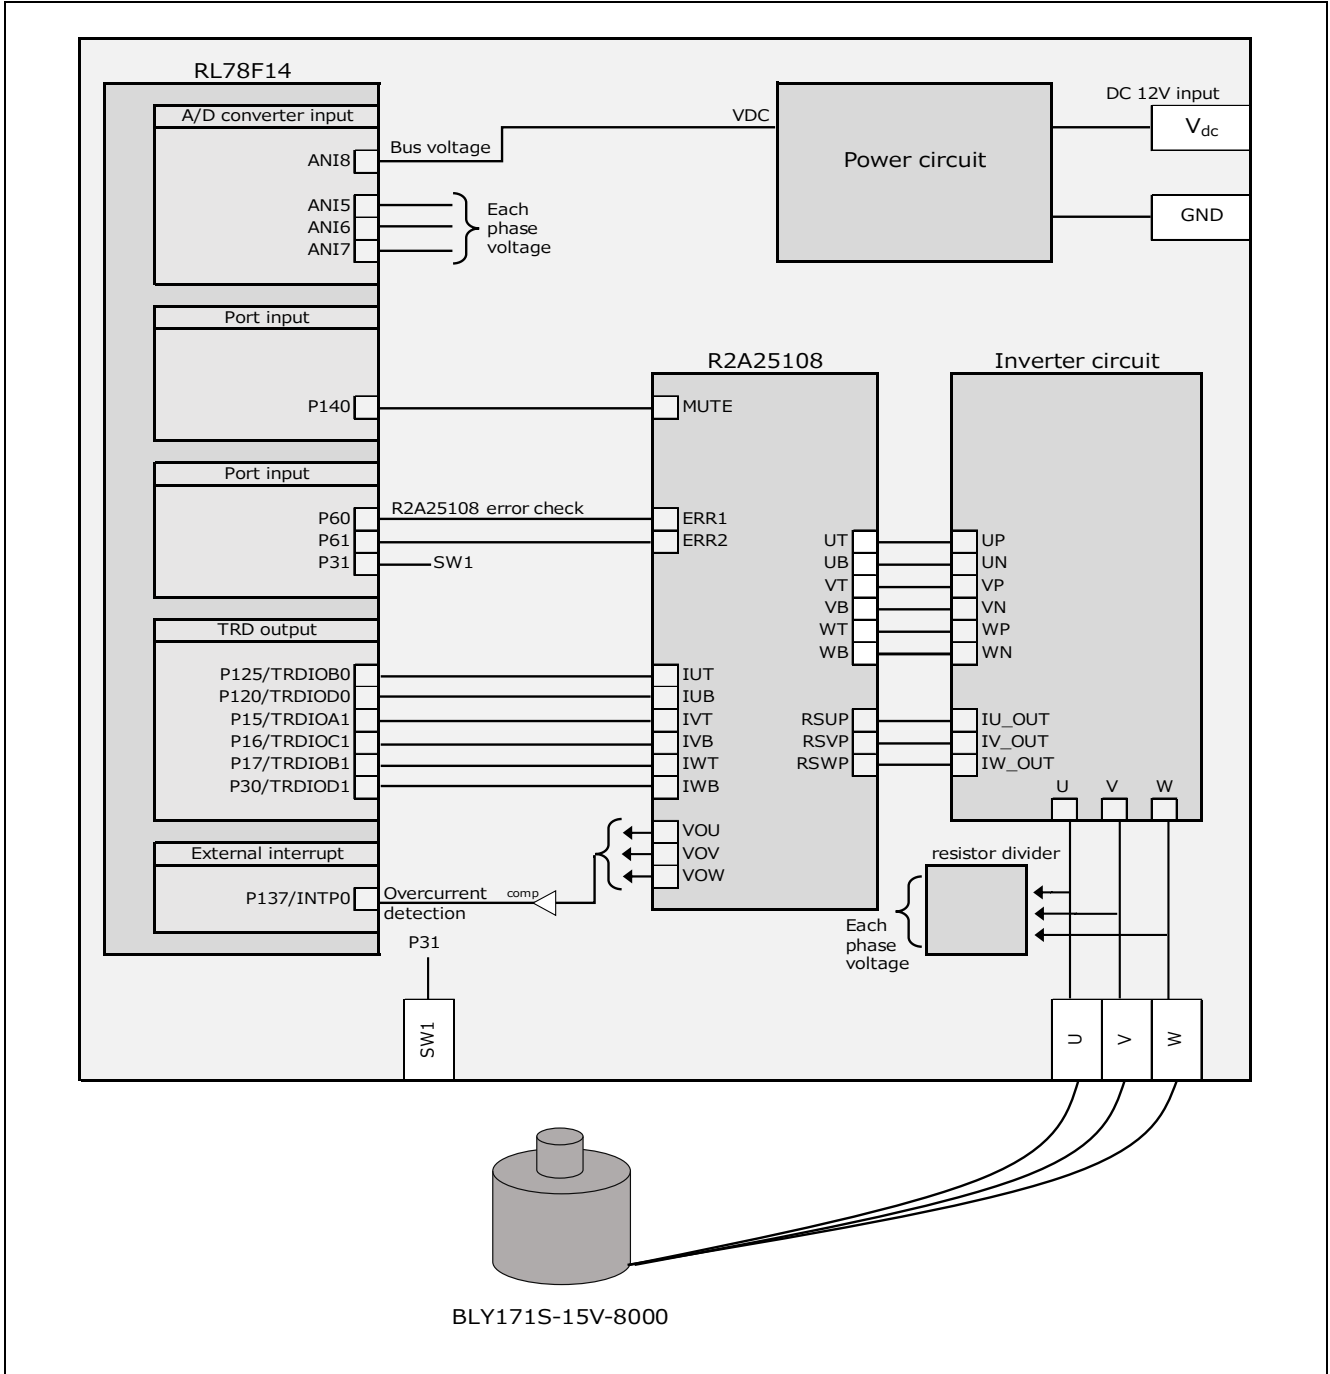 RL78F14
A/D converter input
ANI8
Bus voltage
VDC
Power circuit
DC 12V input
Vdc
GND
ANI5
ANI6
ANI7
Each
phase
voltage
Port input
P140
Port input
R2A25108 error check
P60
P61
P31
SW1
TRD output
P125/TRDIOB0
P120/TRDIOD0
P15/TRDIOA1
P16/TRDIOC1
P17/TRDIOB1
P30/TRDIOD1
External interrupt
P137/INTP0
Overcurrent
detection
comp
R2A25108
MUTE
ERR1
ERR2
IUT
IUB
IVT
IVB
IWT
IWB
VOU
VOV
VOW
UT
UB
VT
VB
WT
WB
RSUP
RSVP
RSWP
Inverter circuit
UP
UN
VP
VN
WP
WN
IU_OUT
IV_OUT
IW_OUT
U
V
W
resistor divider
Each
phase
voltage
P31
SW1
U
V
W
BLY171S-15V-8000